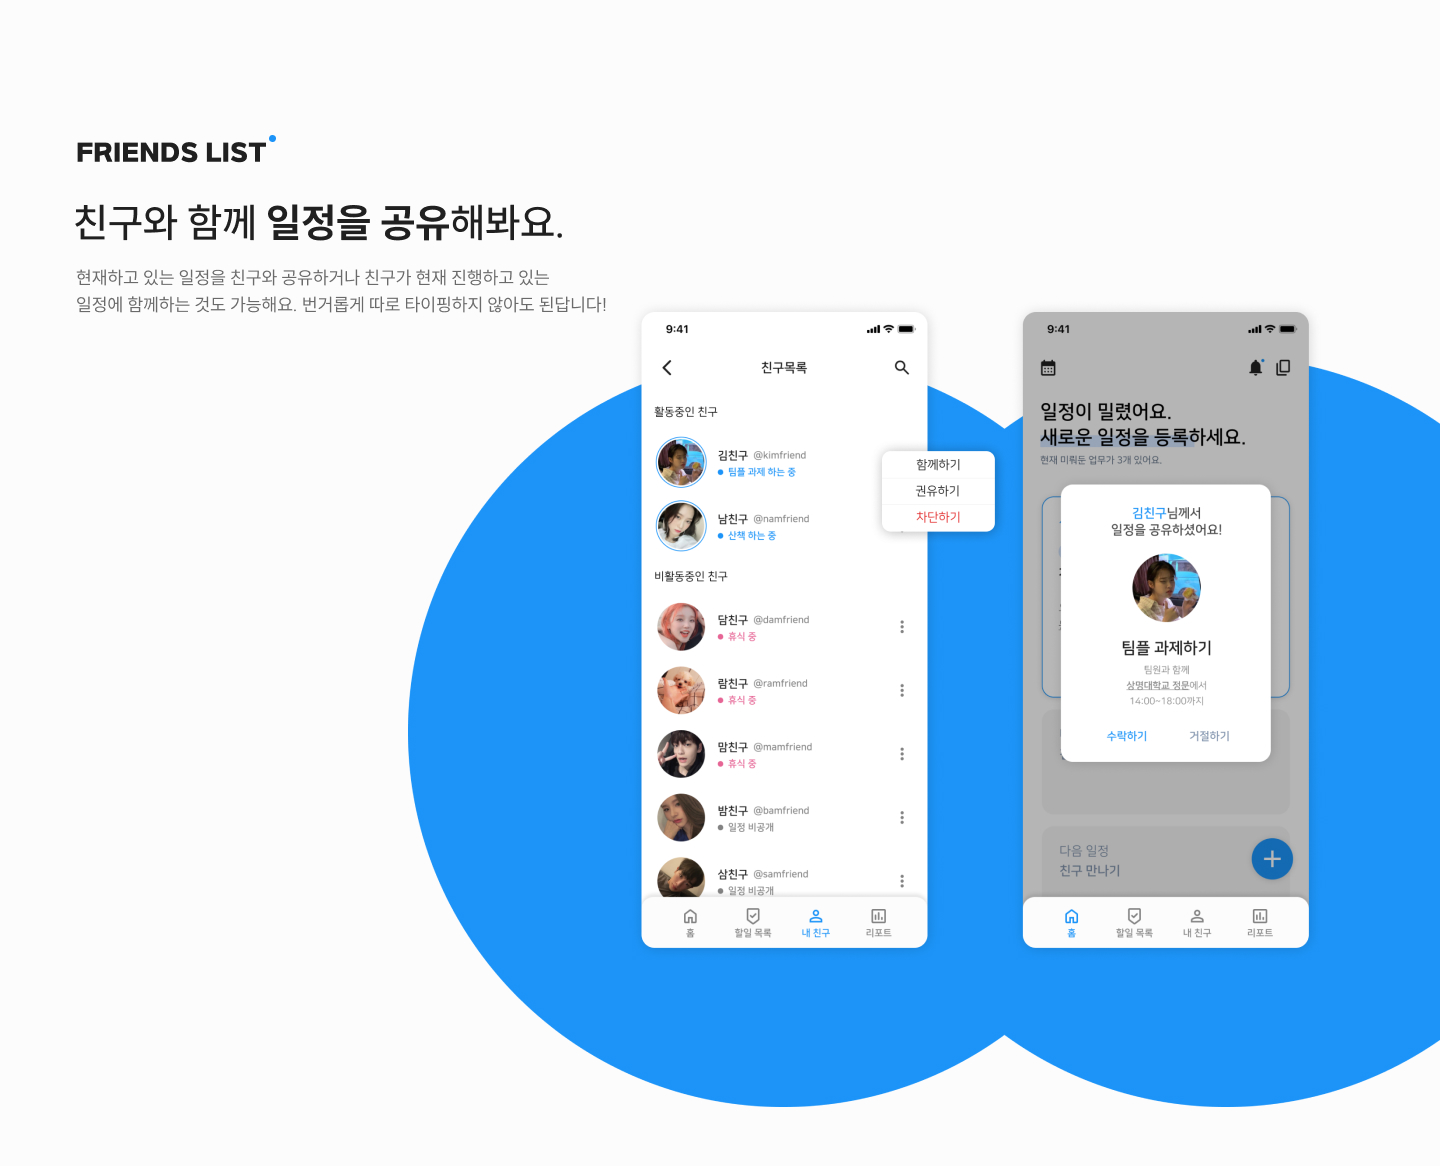 FRIENDS LIST
친구와 함께 일정을 공유해봐요.
현재하고 있는 일정을 친구와 공유하거나 친구가 현재 진행하고 있는
일정에 함께하는 것도 가능해요. 번거롭게 따로 타이핑하지 않아도 된답니다!
9:41
친구목록
활동중인 친구
김친구 @kimfriend
팀플 과제 하는 중
남친구 @namfriend
산책 하는 중
함께하기
권유하기
차단하기
비활동중인 친구
담친구 @damfriend
휴식 중
람친구 @ramfriend
휴식 중
맘친구 @mamfriend
휴식 중
밤친구 @bamfriend
일정 비공개
삼친구 @samfriend
일정 비공개
홈 할일 목록 내 친구 리포트
9:41
일정이 밀렸어요.
새로운 일정을 등록하세요.
현재 미뤄둔 업무가 3개 있어요.
김친구님께서
일정을 공유하셨어요!
팀플 과제하기
팀원과 함께
상명대학교 정문에서
14:00~18:00까지
수락하기 거절하기
다음 일정
친구 만나기
홈 할일 목록 내 친구 리포트